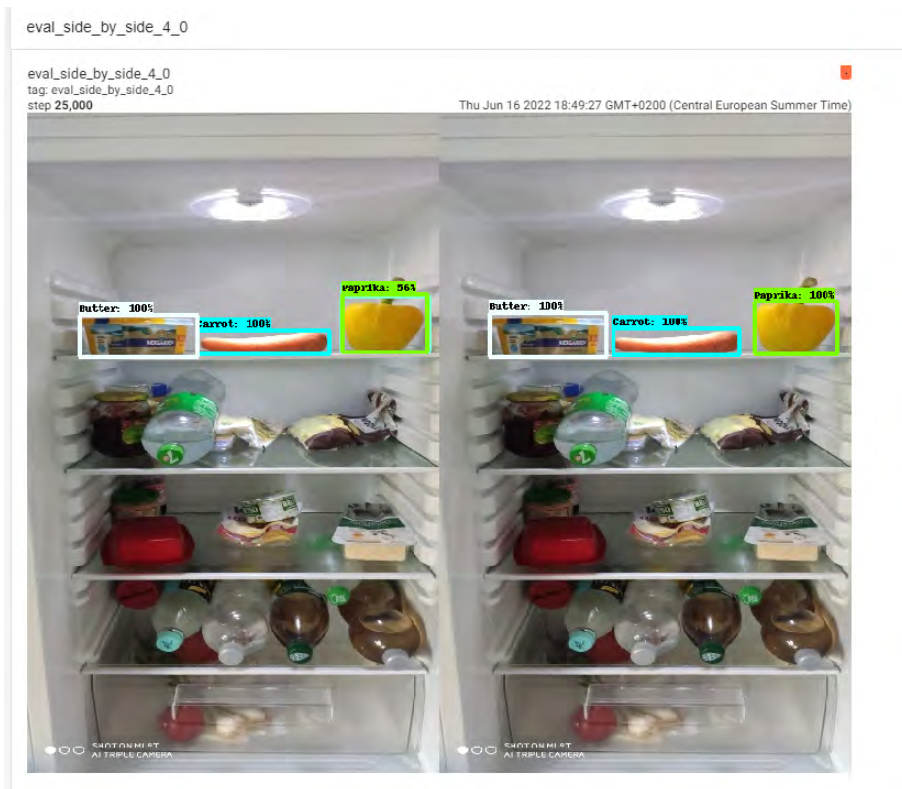 eval_side_by_side_4_0
eval_side_by_side_4_0
tag: eval_side_by_side_4_0
step 25,000
Thu Jun 16 2022 18:49:27 GMT+0200 (Central European Summer Time)
Butter: 100%
Carrot: 100%
Paprika: 56%
Butter: 100%
Carrot: 100%
Paprika: 100%
SHOT ON MI 9T
AI TRIPLE CAMERA
SHOT ON MI 9T
AI TRIPLE CAMERA